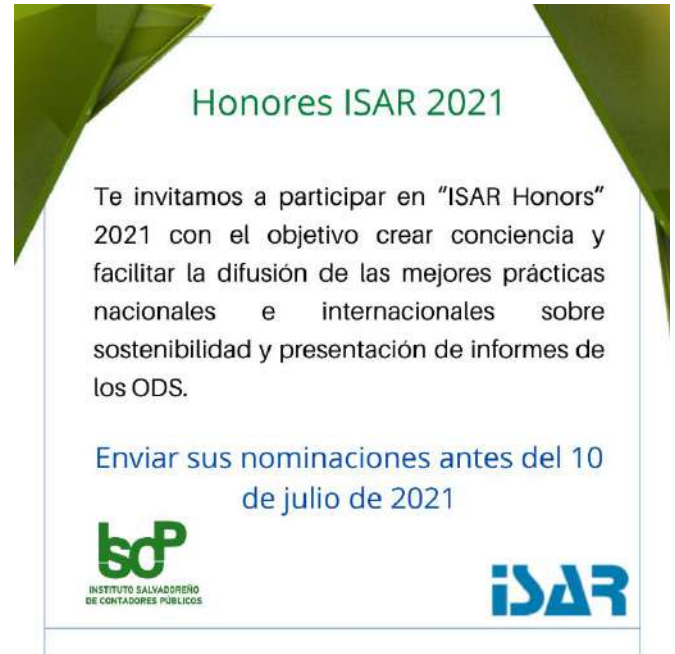 Honores ISAR 2021
Te invitamos a participar en “ISAR Honors”
2021 con el objetivo crear conciencia y
facilitar la difusión de las mejores prácticas
nacionales e internacionales sobre
sostenibilidad y presentación de informes de
los ODS.
Enviar sus nominaciones antes del 10
de julio de 2021
ISCP
INSTITUTO SALVADOREÑO
DE CONTADORES PÚBLICOS
iSAR